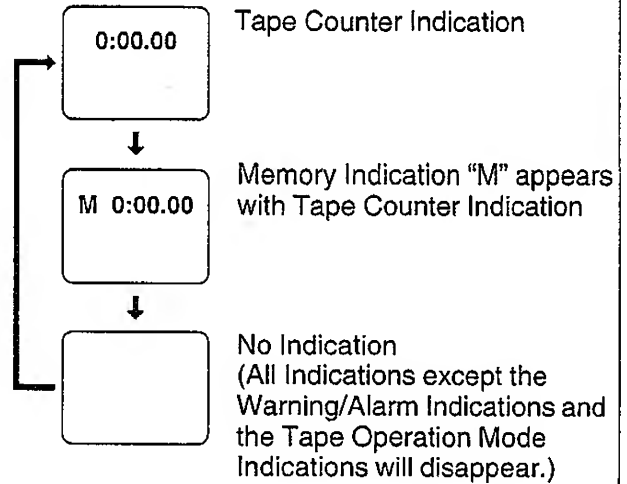 0:00.00
Tape Counter Indication
M 0:00.00
Memory Indication “M” appears
with Tape Counter Indication
No Indication
(All Indications except the
Warning/Alarm Indications and
the Tape Operation Mode
Indications will disappear.)